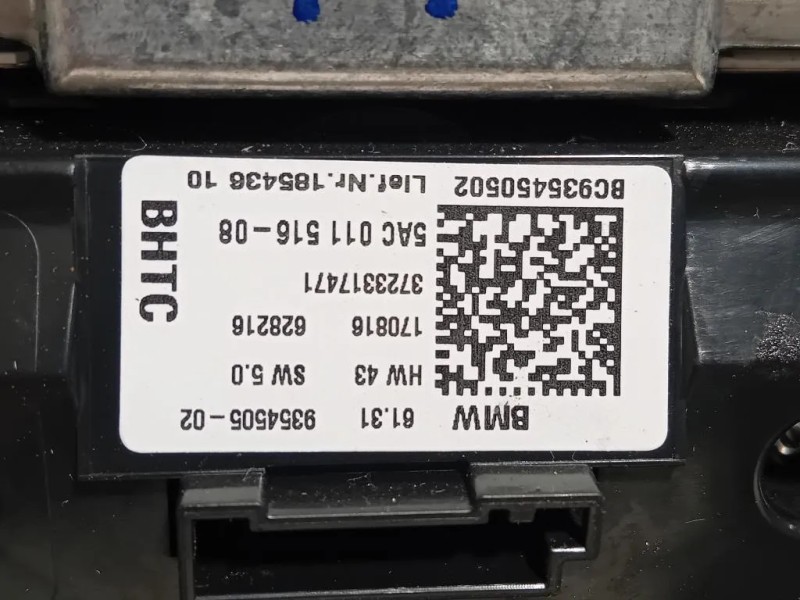 BMW 61.31 9354505-02
HW 43 SW 5.0
170816 628216
3723317471
5AC 011 516-08
BC935450502 Lief.Nr.185436 10
BHTC